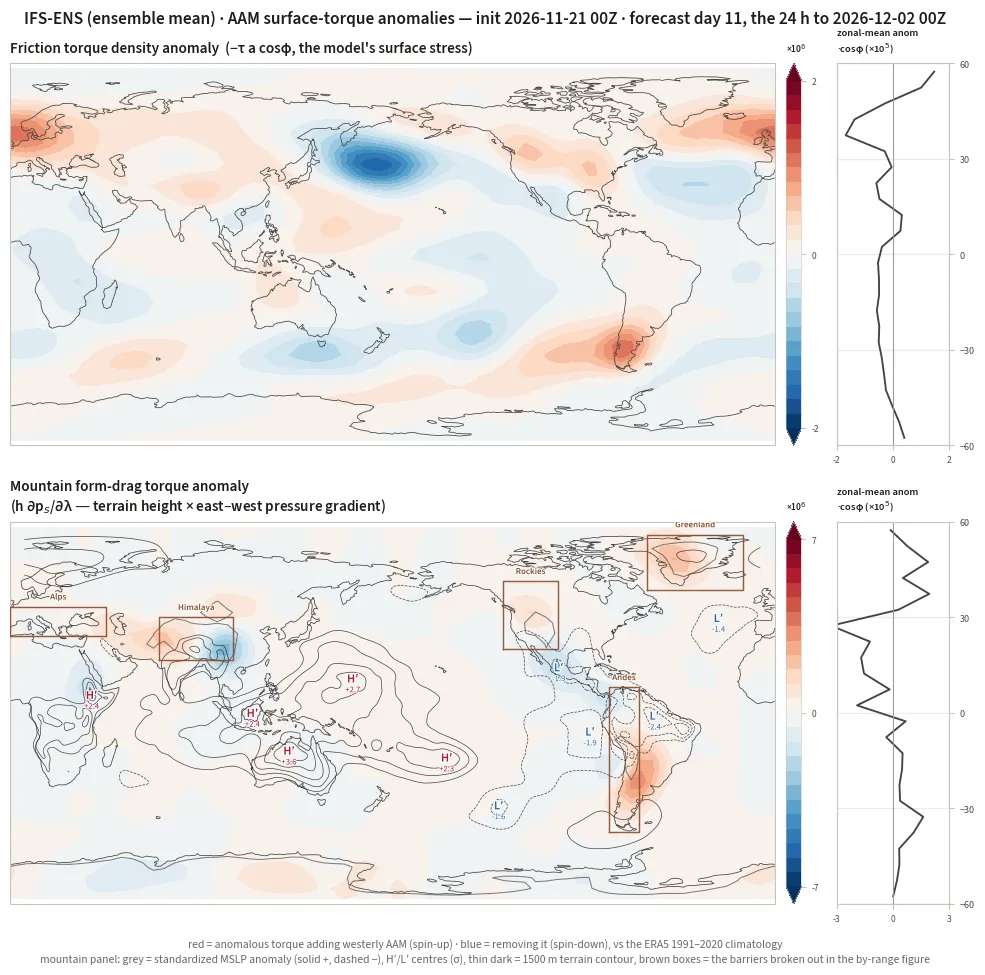 IFS-ENS (ensemble mean) · AAM surface-torque anomalies — init 2026-11-21 00Z · forecast day 11, the 24 h to 2026-12-02 00Z
Friction torque density anomaly (−τ a cosϕ, the model's surface stress)
×10⁶
zonal-mean anom
·cosϕ (×10⁵)
2
0
-2
60
30
0
−30
−60
-2
0
2
Mountain form-drag torque anomaly
(h ∂pₛ/∂λ — terrain height × east–west pressure gradient)
×10⁶
zonal-mean anom
·cosϕ (×10⁵)
Greenland
Rockies
Alps
Himalaya
Andes
L′
-1.4
L′
-1.9
H′
+2.7
H′
+2.4
H′
+2.4
L′
-2.4
L′
-1.9
H′
+3.6
H′
+2.3
L′
-1.6
7
0
-7
60
30
0
−30
−60
-3
0
3
red = anomalous torque adding westerly AAM (spin-up) · blue = removing it (spin-down), vs the ERA5 1991–2020 climatology
mountain panel: grey = standardized MSLP anomaly (solid +, dashed −), H′/L′ centres (σ), thin dark = 1500 m terrain contour, brown boxes = the barriers broken out in the by-range figure